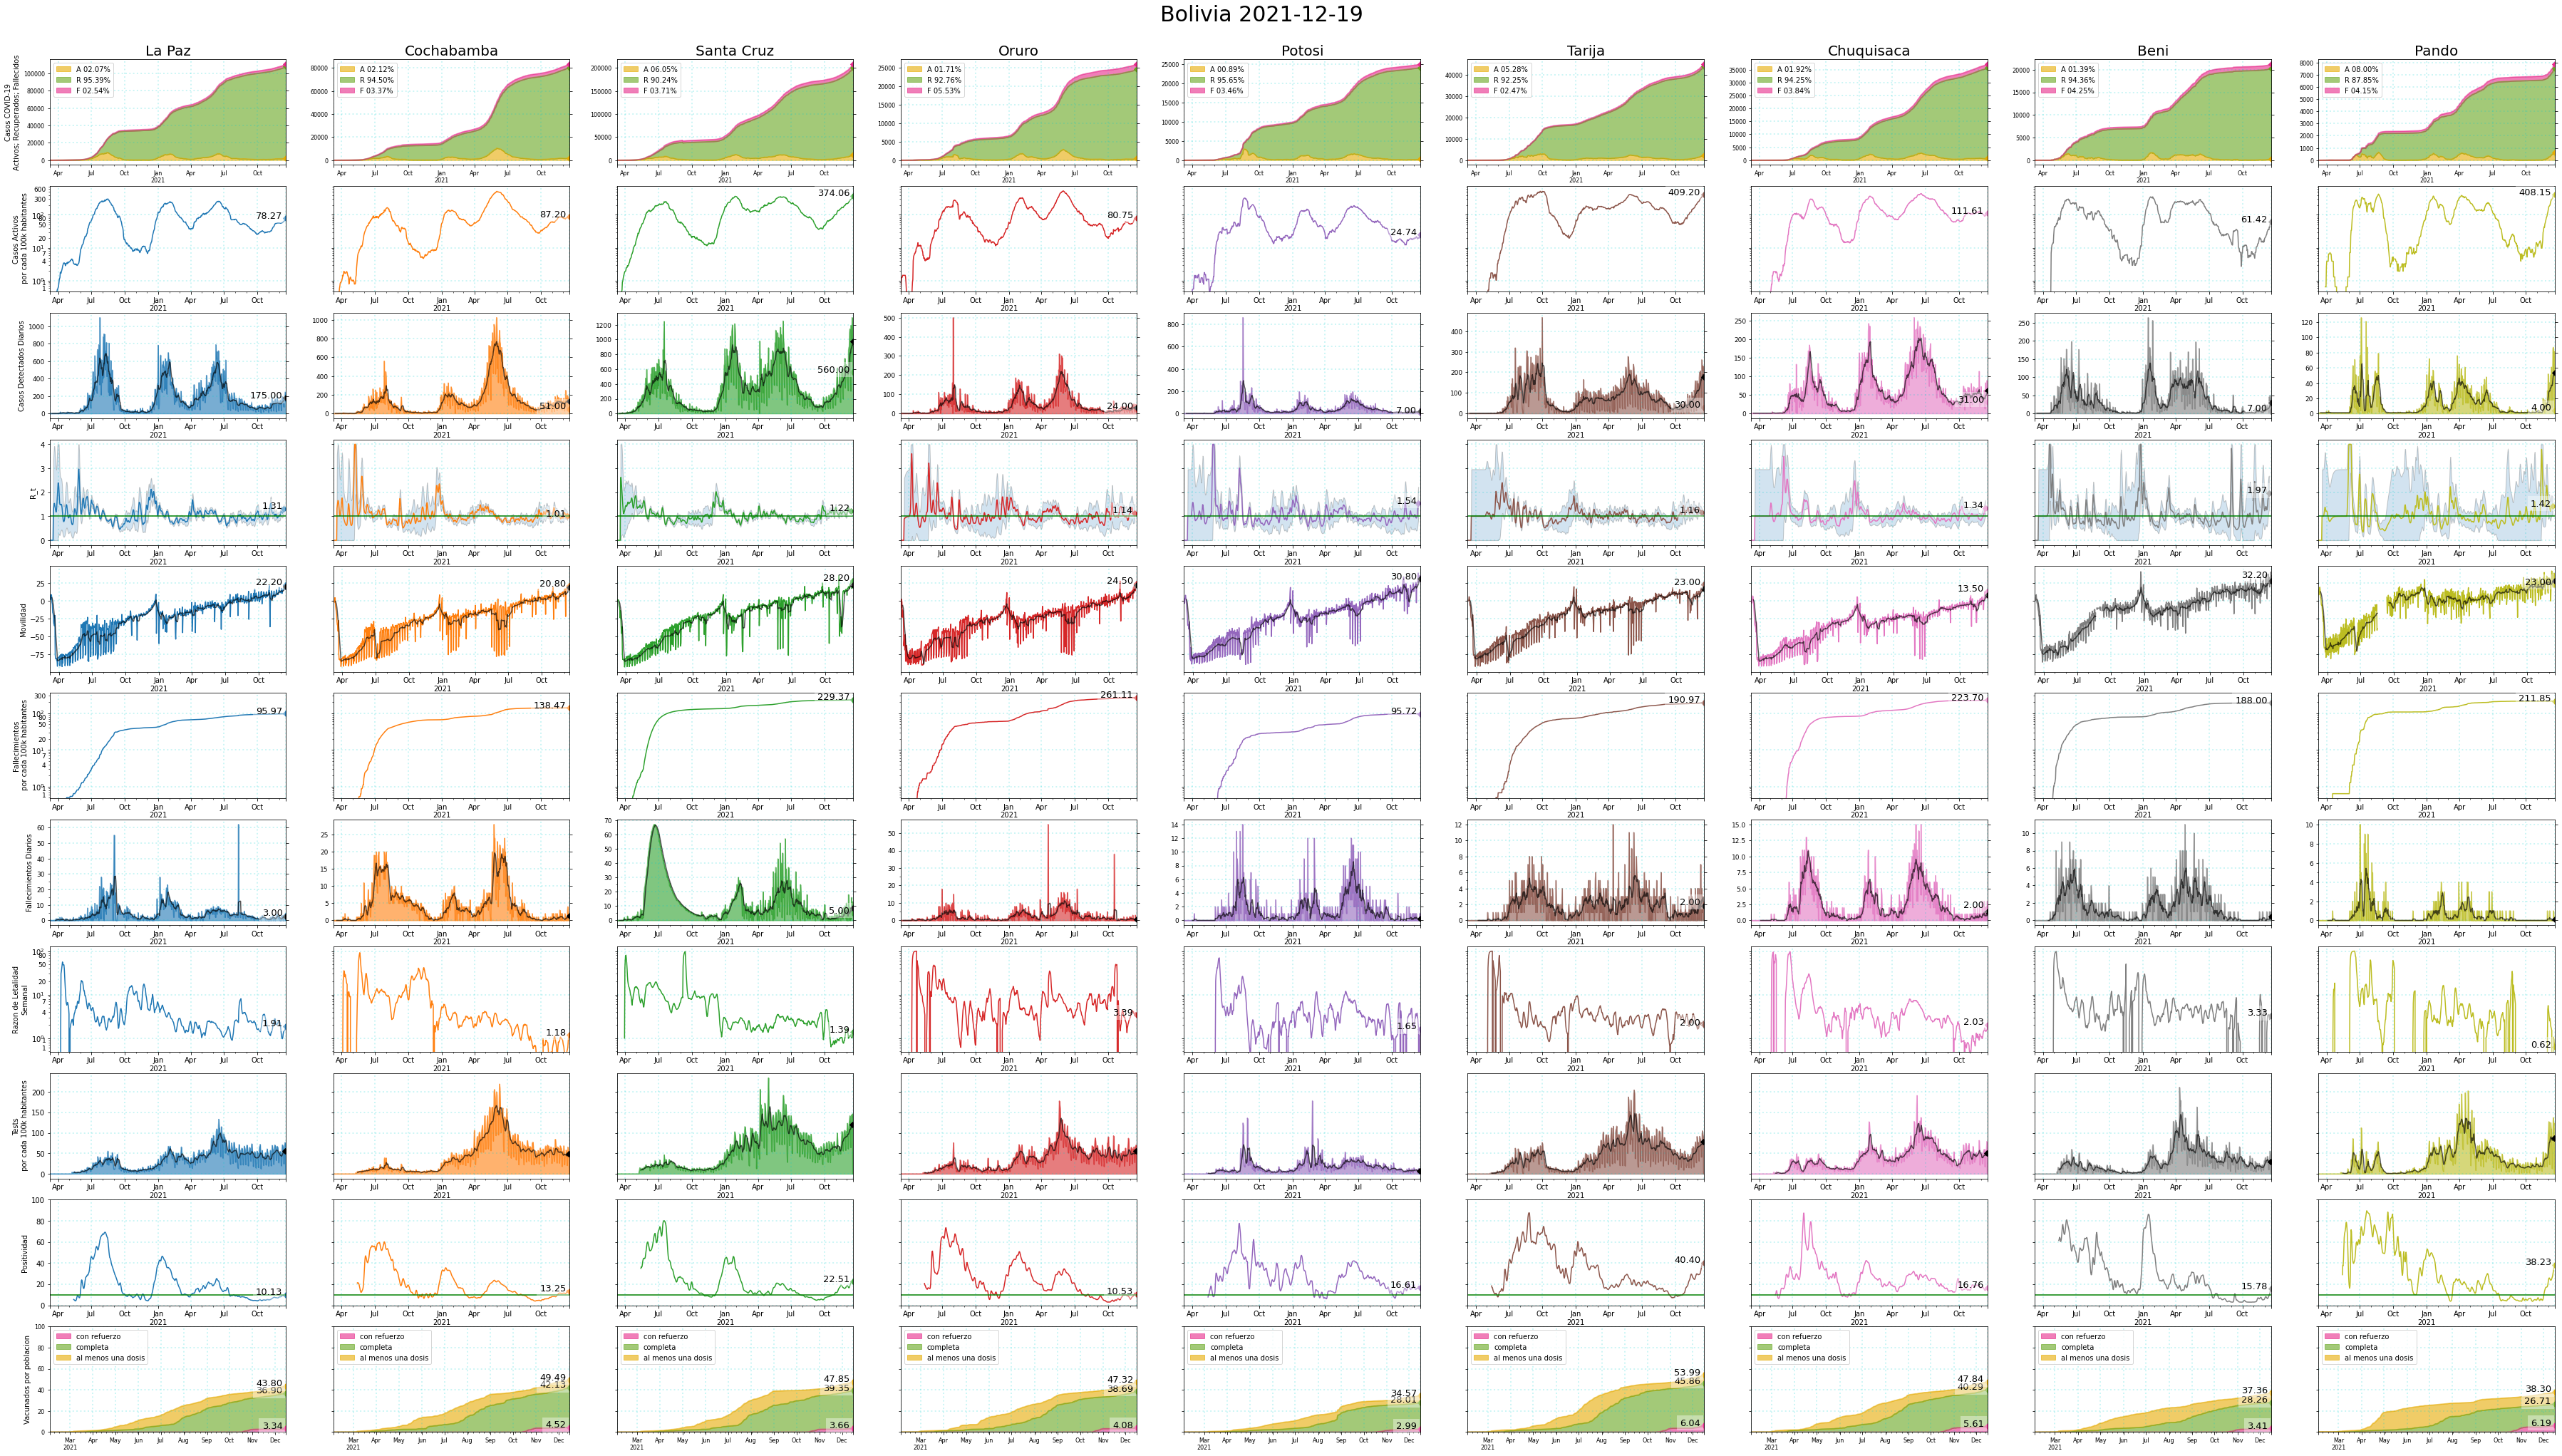 Bolivia 2021-12-19
La Paz Cochabamba Santa Cruz Oruro Potosi Tarija Chuquisaca Beni Pando
Casos COVID-19
Activos; Recuperados; Fallecidos
A 02.07%
R 95.39%
F 02.54%
A 02.12%
R 94.50%
F 03.37%
A 06.05%
R 90.24%
F 03.71%
A 01.71%
R 92.76%
F 05.53%
A 00.89%
R 95.65%
F 03.46%
A 05.28%
R 92.25%
F 02.47%
A 01.92%
R 94.25%
F 03.84%
A 01.39%
R 94.36%
F 04.25%
A 08.00%
R 87.85%
F 04.15%
Casos Activos
por cada 100k habitantes
78.27 87.20 374.06 80.75 24.74 409.20 111.61 61.42 408.15
Casos Detectados Diarios
175.00 51.00 560.00 24.00 7.00 30.00 31.00 7.00 4.00
R_t
1.31 1.01 1.22 1.14 1.54 1.16 1.34 1.97 1.42
Movilidad
22.20 20.80 28.20 24.50 30.80 23.00 13.50 32.20 23.00
Fallecimientos
por cada 100k habitantes
95.97 138.47 229.37 261.11 95.72 190.97 223.70 188.00 211.85
Fallecimientos Diarios
3.00 5.00 2.00 2.00
Razon de Letalidad
Semanal
1.91 1.18 1.39 3.39 1.65 2.00 2.03 3.33 0.62
Tests
por cada 100k habitantes
Positividad
10.13 13.25 22.51 10.53 16.61 40.40 16.76 15.78 38.23
Vacunados por poblacion
con refuerzo
completa
al menos una dosis
43.80 49.49 47.85 47.32 34.57 53.99 47.84 37.36 38.30
36.90 42.13 39.35 38.69 28.01 45.86 40.29 28.26 26.71
3.34 4.52 3.66 4.08 2.99 6.04 5.61 3.41 6.19
Mar Apr May Jun Jul Aug Sep Oct Nov Dec
2021